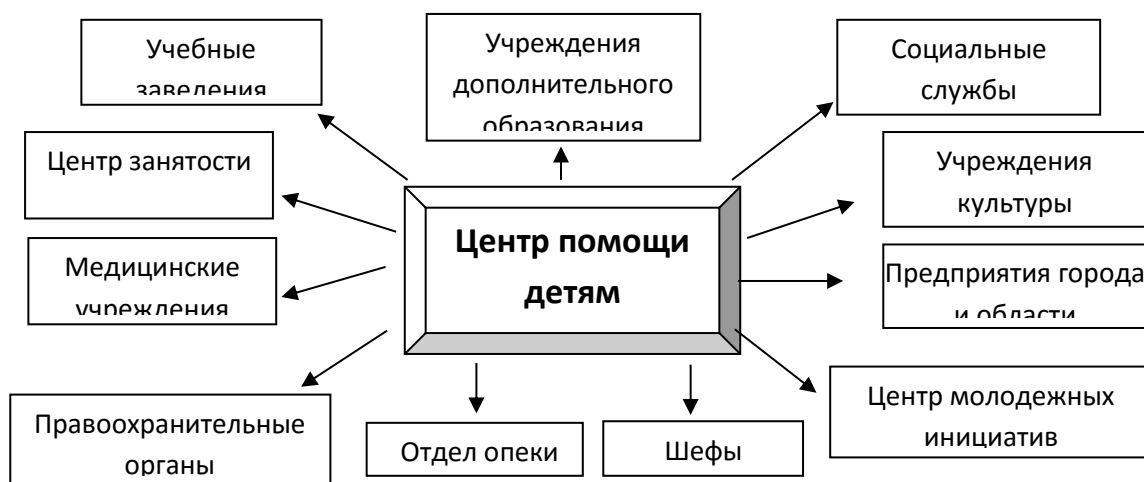 Учебные
заведения
Учреждения
дополнительного
образования
Социальные
службы
Центр занятости
Учреждения
культуры
Центр помощи
детям
Медицинские
учреждения
Предприятия города
и области
Правоохранительные
органы
Отдел опеки
Шефы
Центр молодежных
инициатив